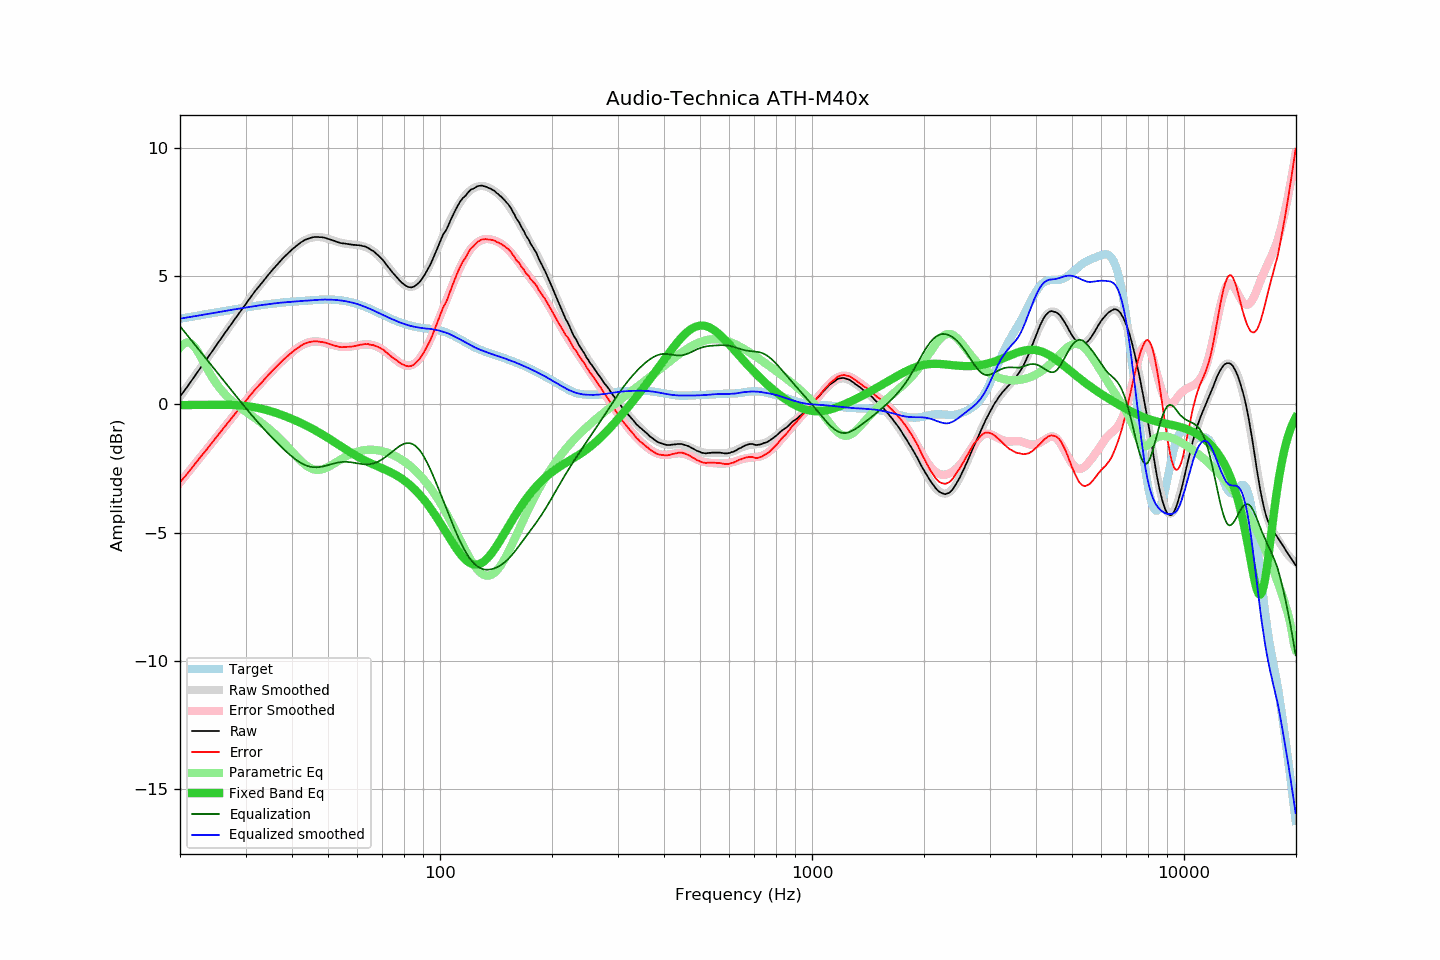 Audio-Technica ATH-M40x
10
5
0
−5
−10
−15
Amplitude (dBr)
Target
Raw Smoothed
Error Smoothed
Raw
Error
Parametric Eq
Fixed Band Eq
Equalization
Equalized smoothed
100
1000
10000
Frequency (Hz)